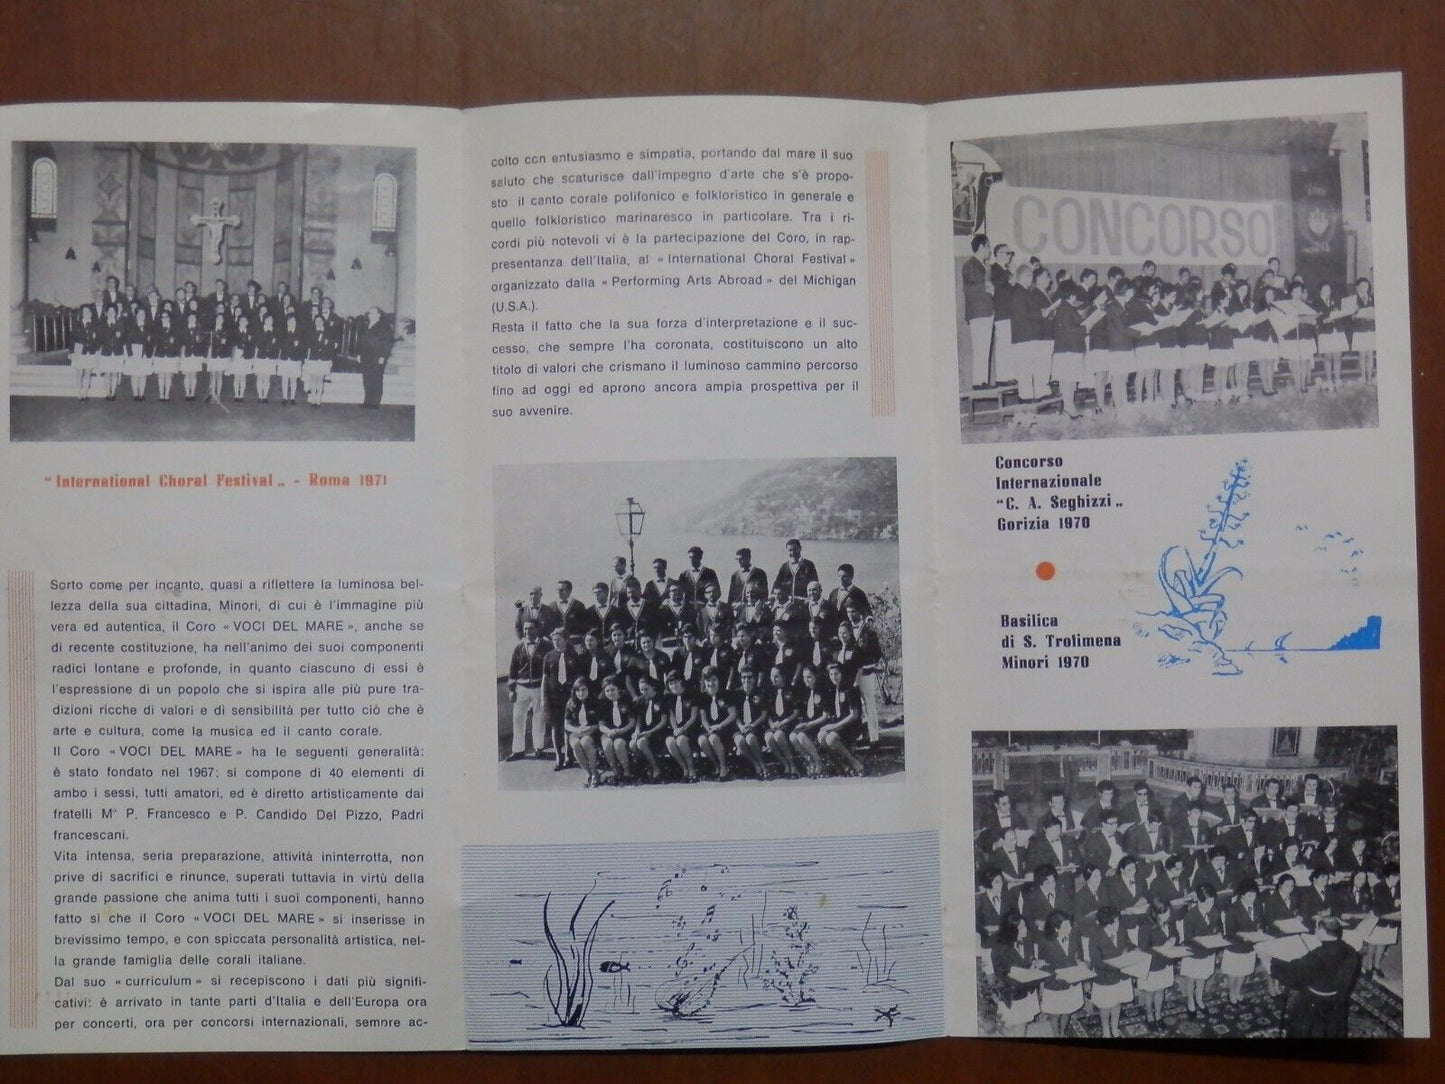 "International Choral Festival„ - Roma 1971
Sorto come per incanto, quasi a riflettere la luminosa bel-
lezza della sua cittadina, Minori, di cui è l'immagine più
vera ed autentica, il Coro «VOCI DEL MARE», anche se
di recente costituzione, ha nell'animo dei suoi componenti
radici lontane e profonde, in quanto ciascuno di essi è
l'espressione di un popolo che si ispira alle più pure tra-
dizioni ricche di valori e di sensibilità per tutto ciò che è
arte e cultura, come la musica ed il canto corale.
Il Coro «VOCI DEL MARE» ha le seguenti generalità:
è stato fondato nel 1967; si compone di 40 elementi di
ambo i sessi, tutti amatori, ed è diretto artisticamente dai
fratelli M° P. Francesco e P. Candido Del Pizzo, Padri
francescani.
Vita intensa, seria preparazione, attività ininterrotta, non
prive di sacrifici e rinunce, superati tuttavia in virtù della
grande passione che anima tutti i suoi componenti, hanno
fatto sì che il Coro «VOCI DEL MARE» si inserisse in
brevissimo tempo, e con spiccata personalità artistica, nel-
la grande famiglia delle corali italiane.
Dal suo «curriculum» si recepiscono i dati più signifi-
cativi: è arrivato in tante parti d'Italia e dell'Europa ora
per concerti, ora per concorsi internazionali, sempre ac-
colto con entusiasmo e simpatia, portando dal mare il suo
saluto che scaturisce dall'impegno d'arte che s'è propo-
sto il canto corale polifonico e folkloristico in generale e
quello folkloristico marinaresco in particolare. Tra i ri-
cordi più notevoli vi è la partecipazione del Coro, in rap-
presentanza dell'Italia, al «International Choral Festival»
organizzato dalla «Performing Arts Abroad» del Michigan
(U.S.A.).
Resta il fatto che la sua forza d'interpretazione e il suc-
cesso, che sempre l'ha coronata, costituiscono un alto
titolo di valori che crismano il luminoso cammino percorso
fino ad oggi ed aprono ancora ampia prospettiva per il
suo avvenire.
CONCORSO
Concorso
Internazionale
"C. A. Seghizzi„
Gorizia 1970
Basilica
di S. Trolimena
Minori 1970